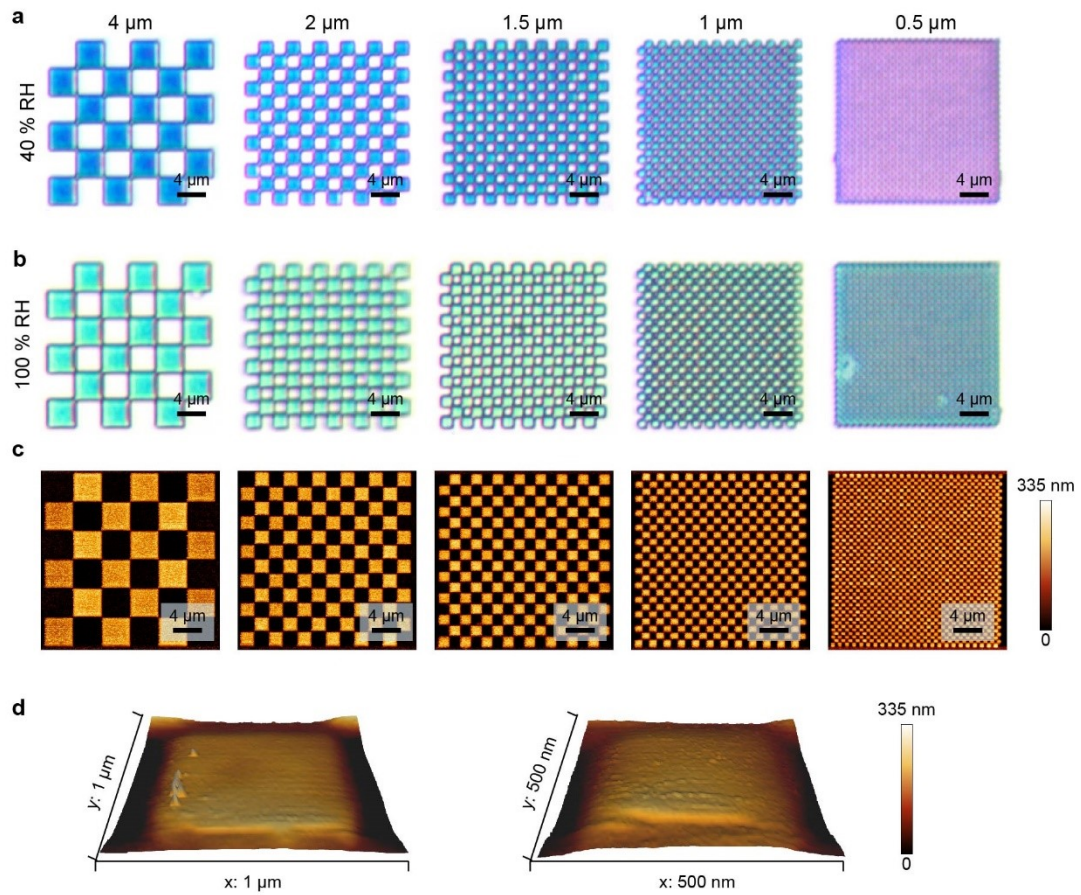 a
4 µm 2 µm 1.5 µm 1 µm 0.5 µm
40 % RH
4 µm 4 µm 4 µm 4 µm 4 µm
b
100 % RH
4 µm 4 µm 4 µm 4 µm 4 µm
c
335 nm
4 µm 4 µm 4 µm 4 µm 4 µm
0
d
335 nm
y: 1 µm y: 500 nm
0
x: 1 µm x: 500 nm